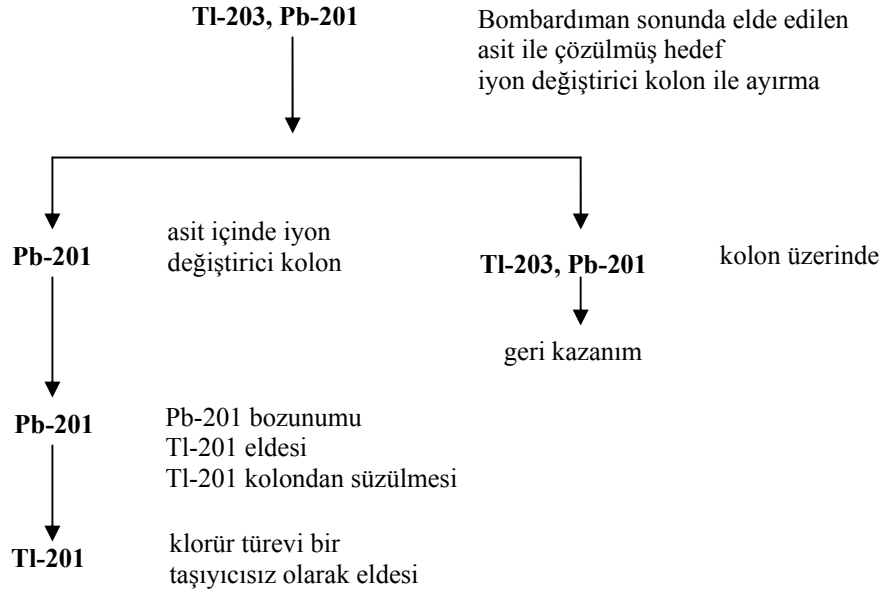 Tl-203, Pb-201
Bombardıman sonunda elde edilen
asit ile çözülmüş hedef
iyon değiştirici kolon ile ayırma
Pb-201
asit içinde iyon
değiştirici kolon
Tl-203, Pb-201
kolon üzerinde
geri kazanım
Pb-201
Pb-201 bozunumu
Tl-201 eldesi
Tl-201 kolondan süzülmesi
Tl-201
klorür türevi bir
taşıyıcısız olarak eldesi